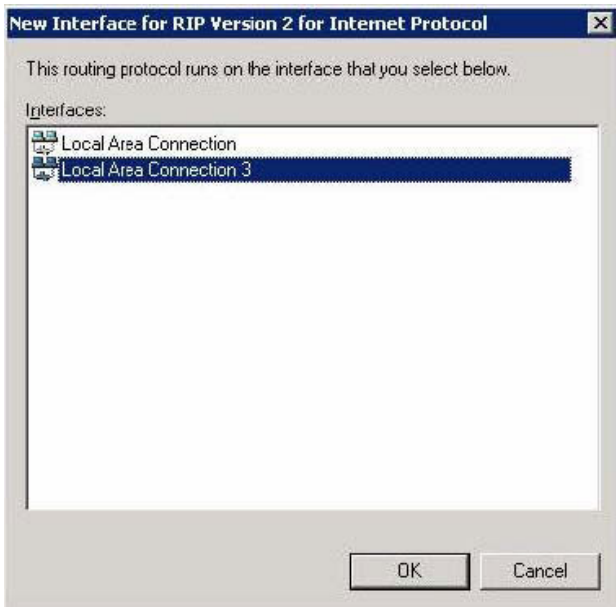 New Interface for RIP Version 2 for Internet Protocol
This routing protocol runs on the interface that you select below.
Interfaces:
Local Area Connection
Local Area Connection 3
OK
Cancel